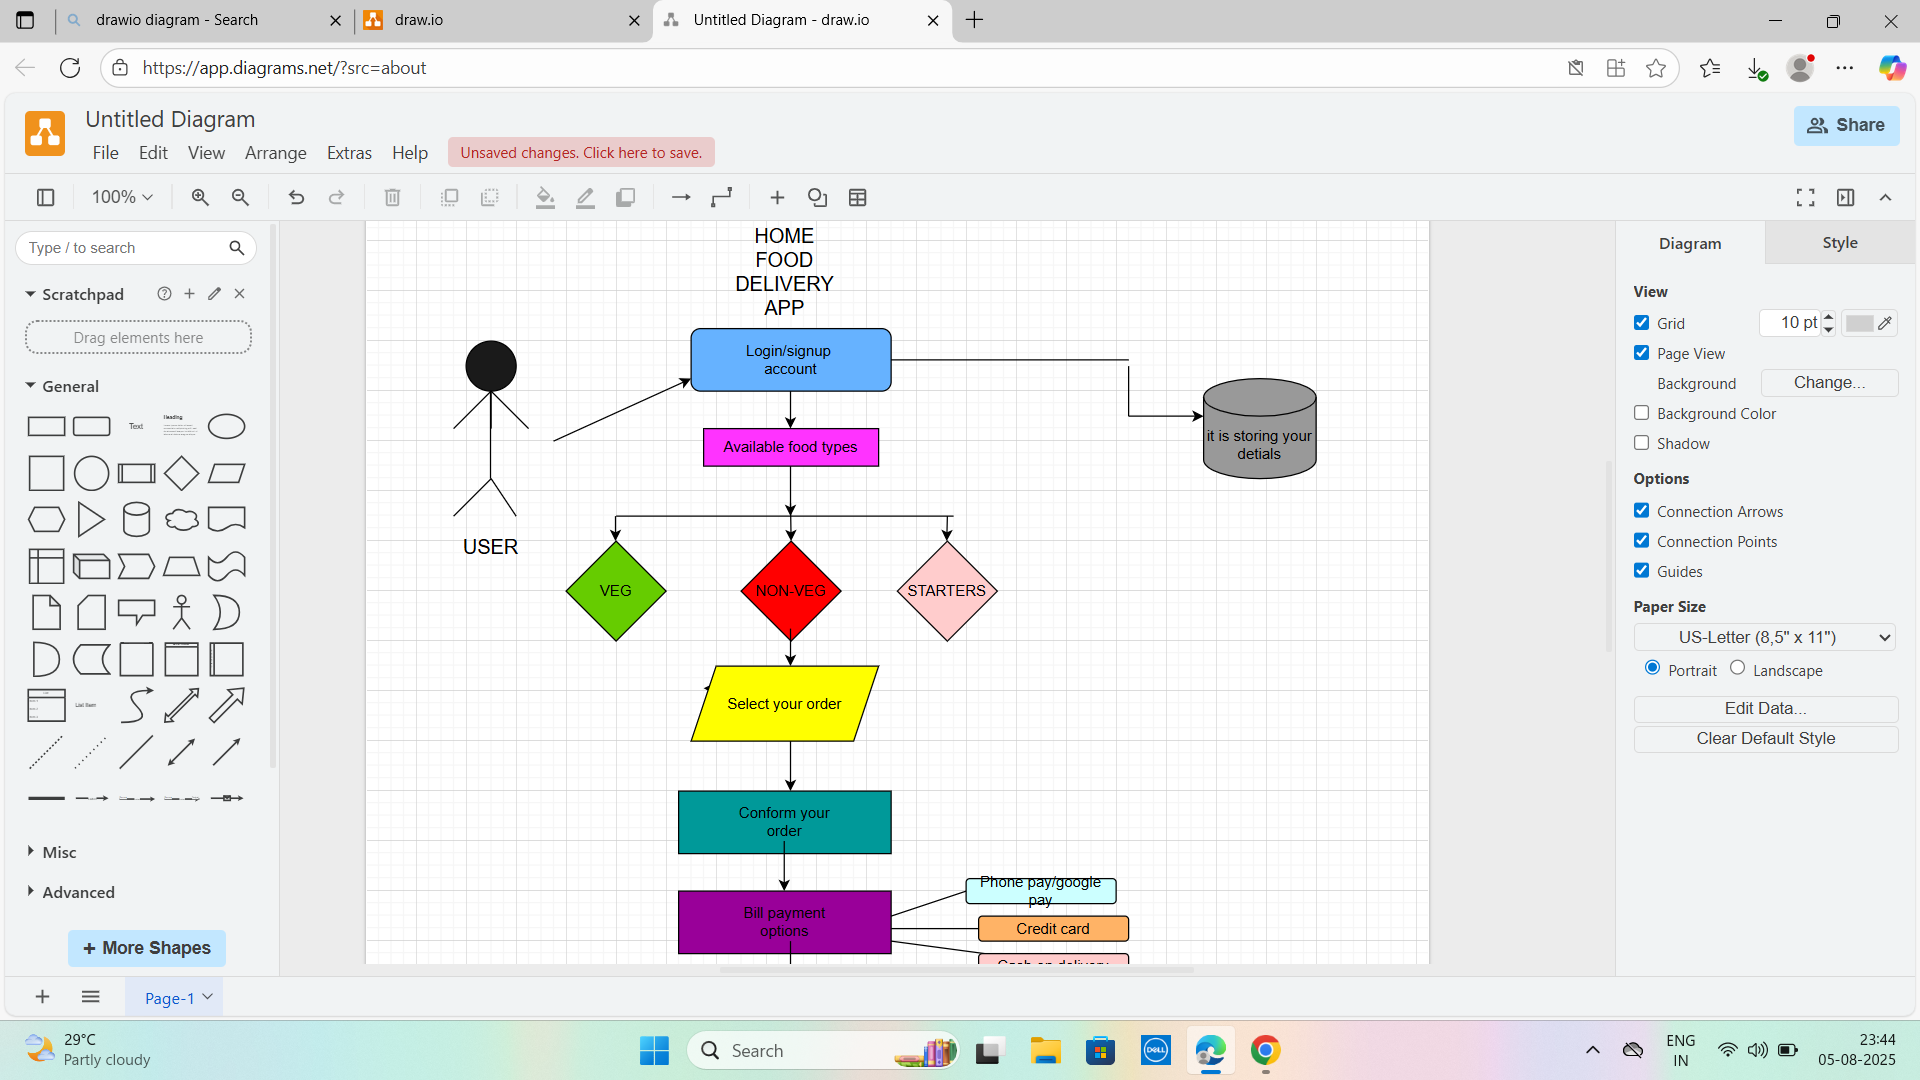 drawio diagram - Search
draw.io
Untitled Diagram - draw.io
https://app.diagrams.net/?src=about
Untitled Diagram
Share
File Edit View Arrange Extras Help Unsaved changes. Click here to save.
100%
Type / to search
Scratchpad
Drag elements here
General
Text
Heading
List Item
Misc
Advanced
+ More Shapes
HOME
FOOD
DELIVERY
APP
Login/signup
account
Available food types
it is storing your
detials
USER
VEG
NON-VEG
STARTERS
Select your order
Conform your
order
Bill payment
options
Phone pay/google
pay
Credit card
Cash on delivery
Diagram
Style
View
Grid
10 pt
Page View
Background
Change...
Background Color
Shadow
Options
Connection Arrows
Connection Points
Guides
Paper Size
US-Letter (8,5" x 11")
Portrait
Landscape
Edit Data...
Clear Default Style
Page-1
29°C
Partly cloudy
Search
DELL
ENG
IN
23:44
05-08-2025